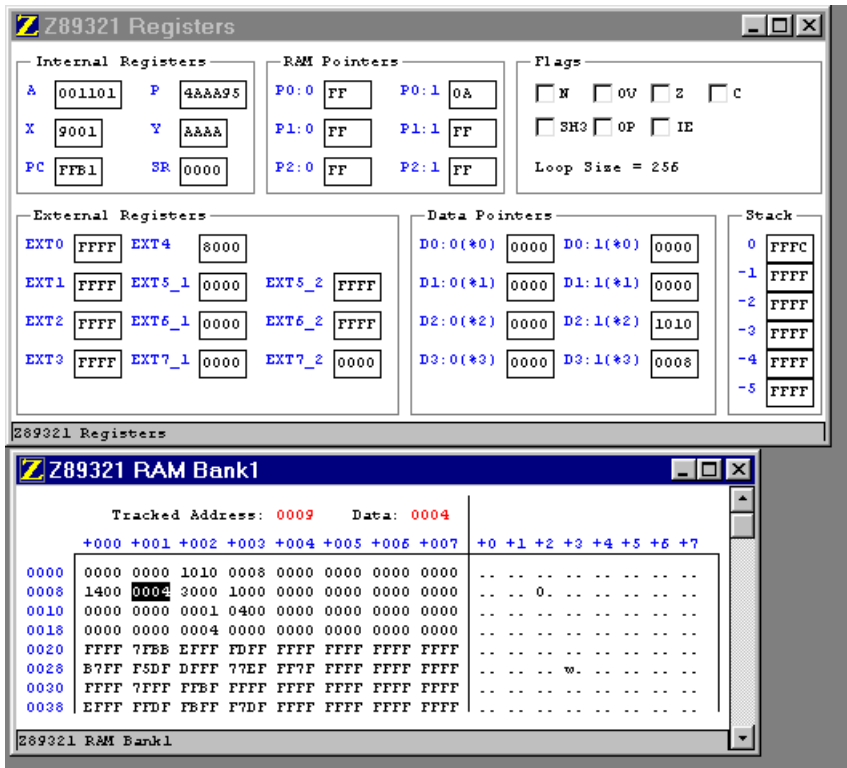 Z89321 Registers
Internal Registers RAM Pointers Flags
A 001101 P 4AAA95 P0:0 FF P0:1 0A N OV Z C
X 9001 Y AAAA P1:0 FF P1:1 FF SH3 OP IE
PC FFB1 SR 0000 P2:0 FF P2:1 FF Loop Size = 256
External Registers Data Pointers Stack
EXT0 FFFF EXT4 8000 D0:0(%0) 0000 D0:1(%0) 0000 0 FFFC
EXT1 FFFF EXT5_1 0000 EXT5_2 FFFF D1:0(%1) 0000 D1:1(%1) 0000 -1 FFFF
-2 FFFF
EXT2 FFFF EXT6_1 0000 EXT6_2 FFFF D2:0(%2) 0000 D2:1(%2) 1010 -3 FFFF
EXT3 FFFF EXT7_1 0000 EXT7_2 0000 D3:0(%3) 0000 D3:1(%3) 0008 -4 FFFF
-5 FFFF
Z89321 Registers
Z89321 RAM Bank1
Tracked Address: 0009 Data: 0004
+000 +001 +002 +003 +004 +005 +006 +007 +0 +1 +2 +3 +4 +5 +6 +7
0000 0000 0000 1010 0008 0000 0000 0000 0000 .. .. .. .. .. .. .. ..
0008 1400 0004 3000 1000 0000 0000 0000 0000 .. .. 0. .. .. .. .. ..
0010 0000 0000 0001 0400 0000 0000 0000 0000 .. .. .. .. .. .. .. ..
0018 0000 0000 0004 0000 0000 0000 0000 0000 .. .. .. .. .. .. .. ..
0020 FFFF 7FBB EFFF FDFF FFFF FFFF FFFF FFFF .. .. .. .. .. .. .. ..
0028 B7FF F5DF DFFF 77EF FF7F FFFF FFFF FFFF .. .. .. w. .. .. .. ..
0030 FFFF 7FFF FFBF FFFF FFFF FFFF FFFF FFFF .. .. .. .. .. .. .. ..
0038 EFFF FFDF FBFF F7DF FFFF FFFF FFFF FFFF .. .. .. .. .. .. .. ..
Z89321 RAM Bank1